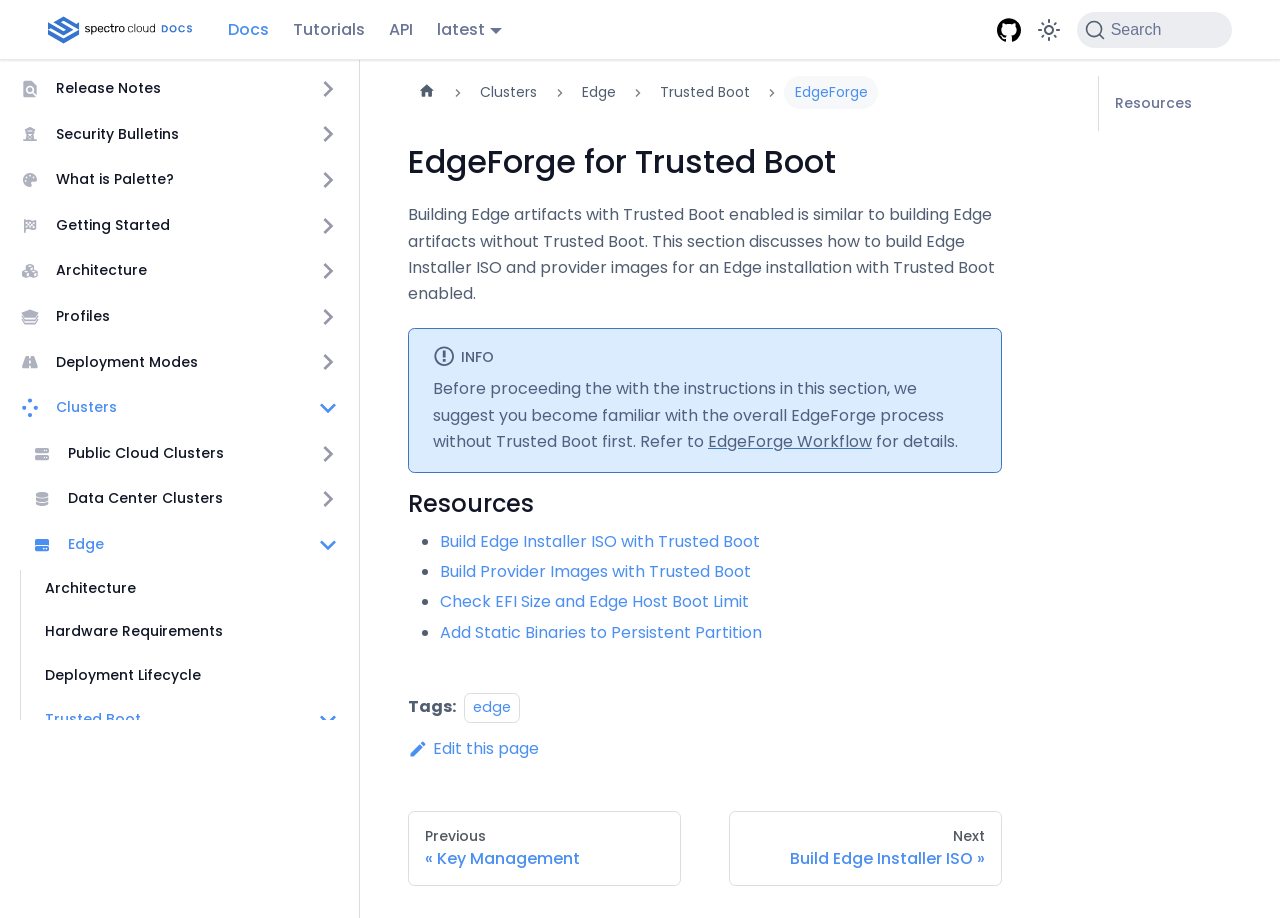 spectro cloud DOCS
Docs
Tutorials
API
latest
Search
Release Notes
Security Bulletins
What is Palette?
Getting Started
Architecture
Profiles
Deployment Modes
Clusters
Public Cloud Clusters
Data Center Clusters
Edge
Architecture
Hardware Requirements
Deployment Lifecycle
Trusted Boot
Clusters
Edge
Trusted Boot
EdgeForge
EdgeForge for Trusted Boot
Building Edge artifacts with Trusted Boot enabled is similar to building Edge
artifacts without Trusted Boot. This section discusses how to build Edge
Installer ISO and provider images for an Edge installation with Trusted Boot
enabled.
INFO
Before proceeding the with the instructions in this section, we
suggest you become familiar with the overall EdgeForge process
without Trusted Boot first. Refer to EdgeForge Workflow for details.
Resources
Build Edge Installer ISO with Trusted Boot
Build Provider Images with Trusted Boot
Check EFI Size and Edge Host Boot Limit
Add Static Binaries to Persistent Partition
Tags: edge
Edit this page
Previous
« Key Management
Next
Build Edge Installer ISO »
Resources